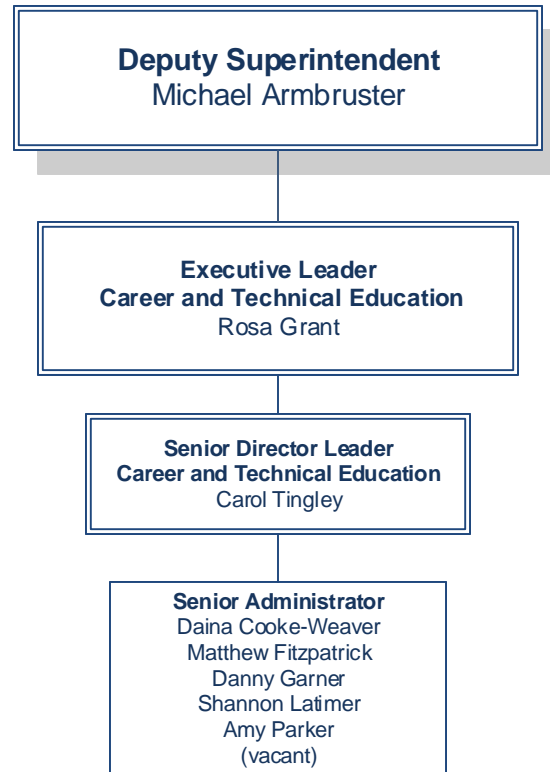 Deputy Superintendent
Michael Armbruster
Executive Leader
Career and Technical Education
Rosa Grant
Senior Director Leader
Career and Technical Education
Carol Tingley
Senior Administrator
Daina Cooke-Weaver
Matthew Fitzpatrick
Danny Garner
Shannon Latimer
Amy Parker
(vacant)